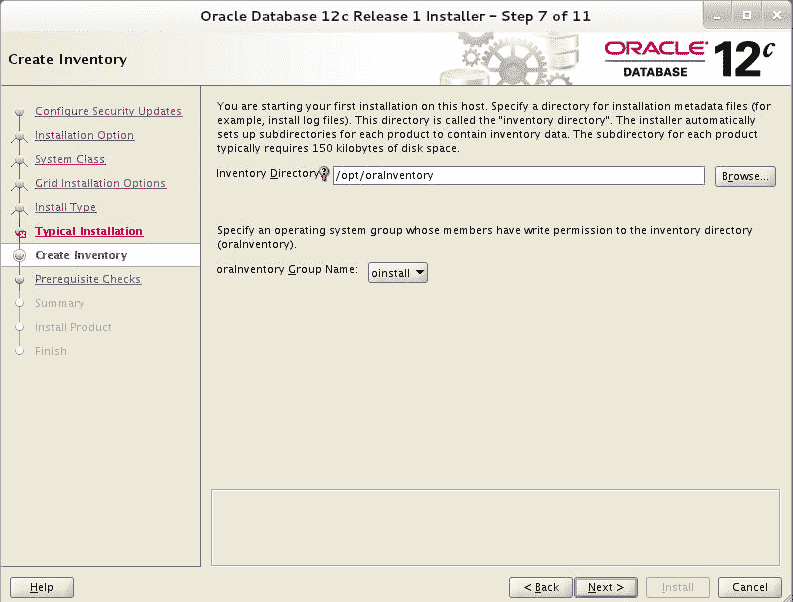 Oracle Database 12c Release 1 Installer - Step 7 of 11
Create Inventory
ORACLE
DATABASE
12c
Configure Security Updates
Installation Option
System Class
Grid Installation Options
Install Type
Typical Installation
Create Inventory
Prerequisite Checks
Summary
Install Product
Finish
You are starting your first installation on this host. Specify a directory for installation metadata files (for
example, install log files). This directory is called the "inventory directory". The installer automatically
sets up subdirectories for each product to contain inventory data. The subdirectory for each product
typically requires 150 kilobytes of disk space.
Inventory Directory
/opt/oraInventory
Browse...
Specify an operating system group whose members have write permission to the inventory directory
(oraInventory).
oraInventory Group Name:
oinstall
Help
< Back
Next >
Install
Cancel